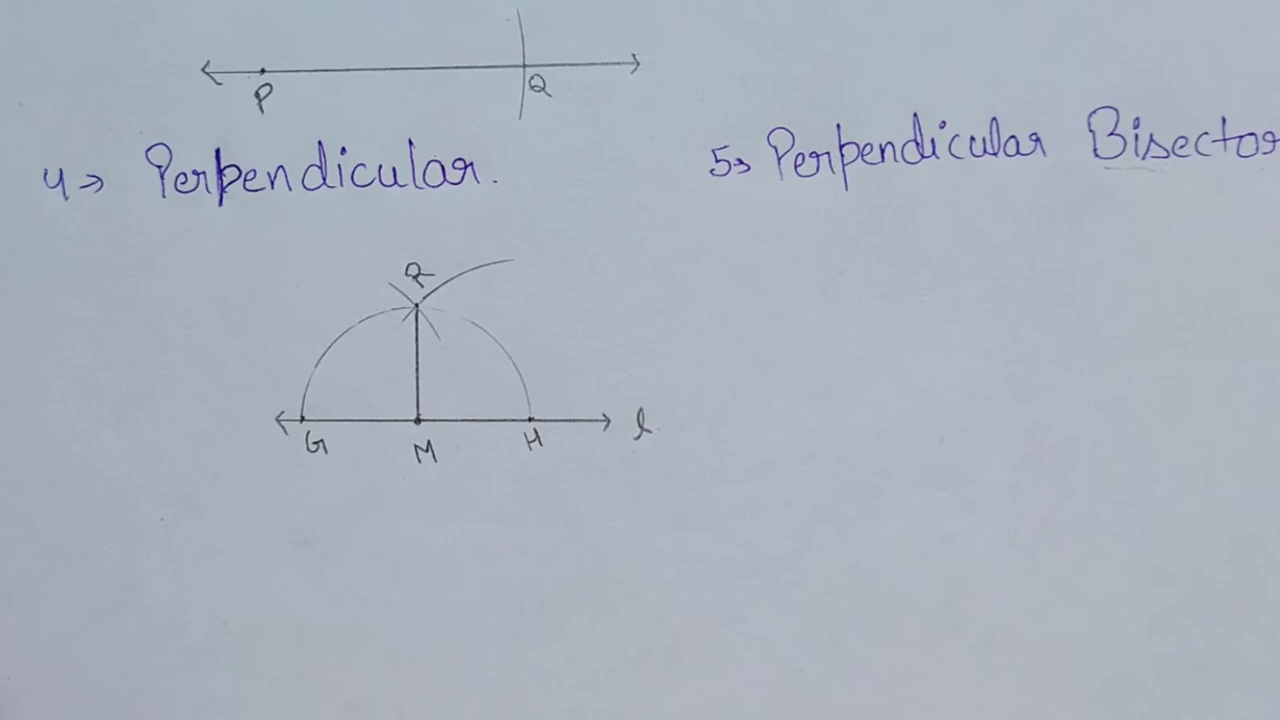 P Q
4→ Perpendicular.
5→ Perpendicular Bisector
R
l.
G M H